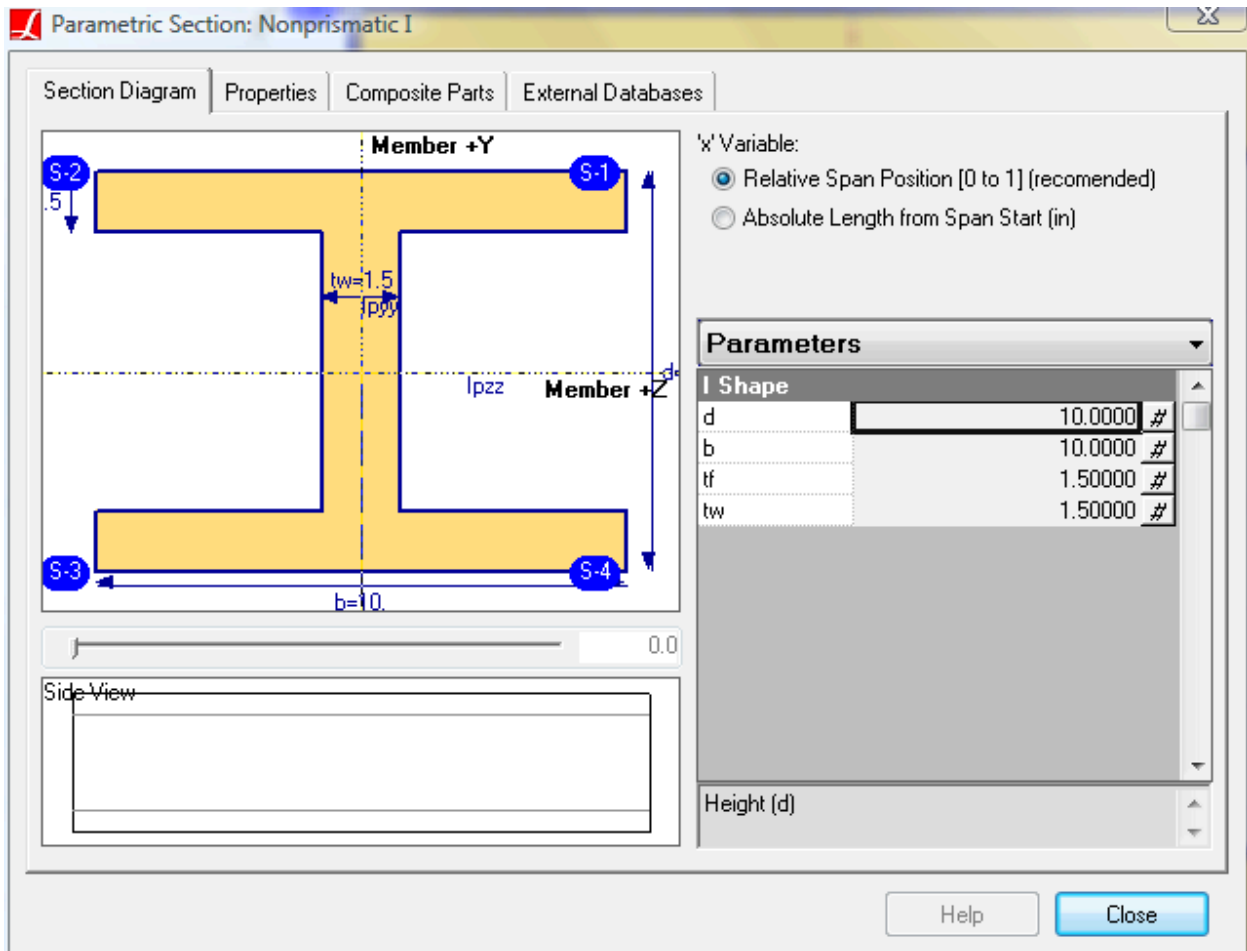 Parametric Section: Nonprismatic I
Section Diagram
Properties
Composite Parts
External Databases
Member +Y
S-2
S-1
.5
tw=1.5
Ipyy
d=
Ipzz
Member +Z
S-3
S-4
b=10.
0.0
Side View
'x' Variable:
Relative Span Position [0 to 1] (recomended)
Absolute Length from Span Start (in)
Parameters
I Shape
d 10.0000 #
b 10.0000 #
tf 1.50000 #
tw 1.50000 #
Height (d)
Help
Close